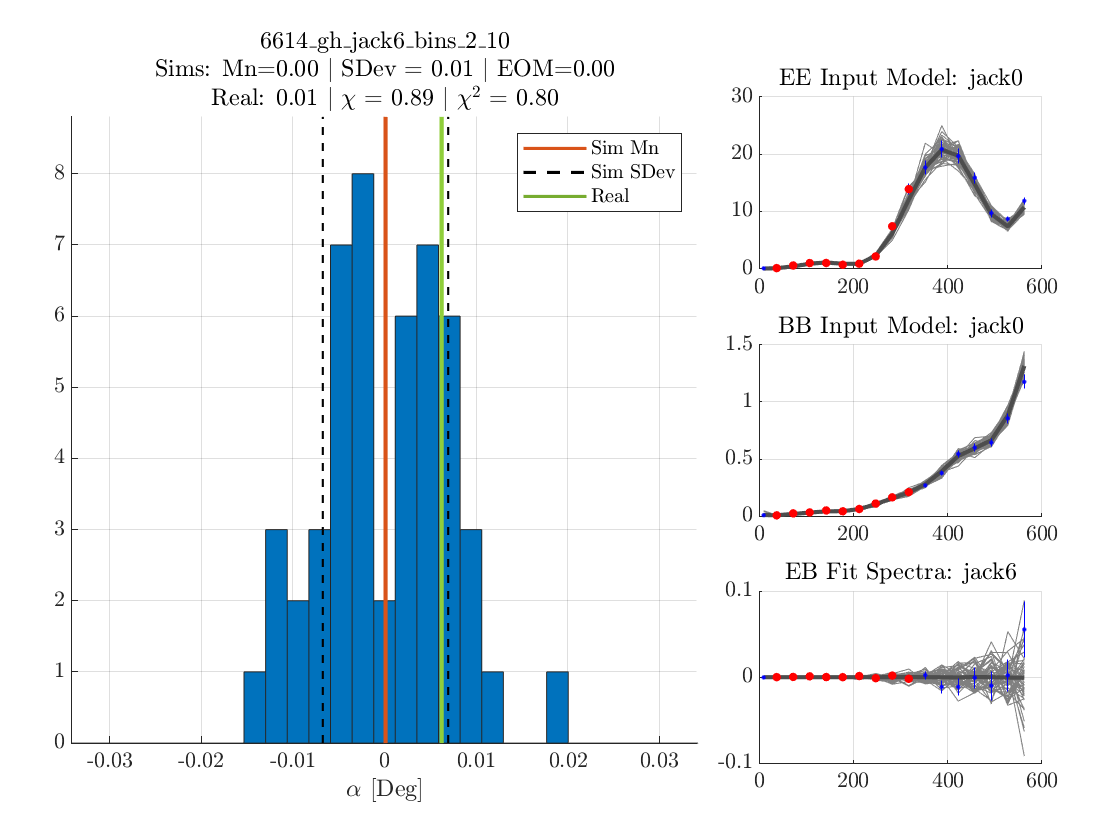 6614_gh_jack6_bins_2_10
Sims: Mn=0.00 | SDev = 0.01 | EOM=0.00
Real: 0.01 | χ = 0.89 | χ² = 0.80
Sim Mn
Sim SDev
Real
8
7
6
5
4
3
2
1
0
-0.03 -0.02 -0.01 0 0.01 0.02 0.03
α [Deg]
EE Input Model: jack0
30
20
10
0
0 200 400 600
BB Input Model: jack0
1.5
1
0.5
0
0 200 400 600
EB Fit Spectra: jack6
0.1
0
-0.1
0 200 400 600